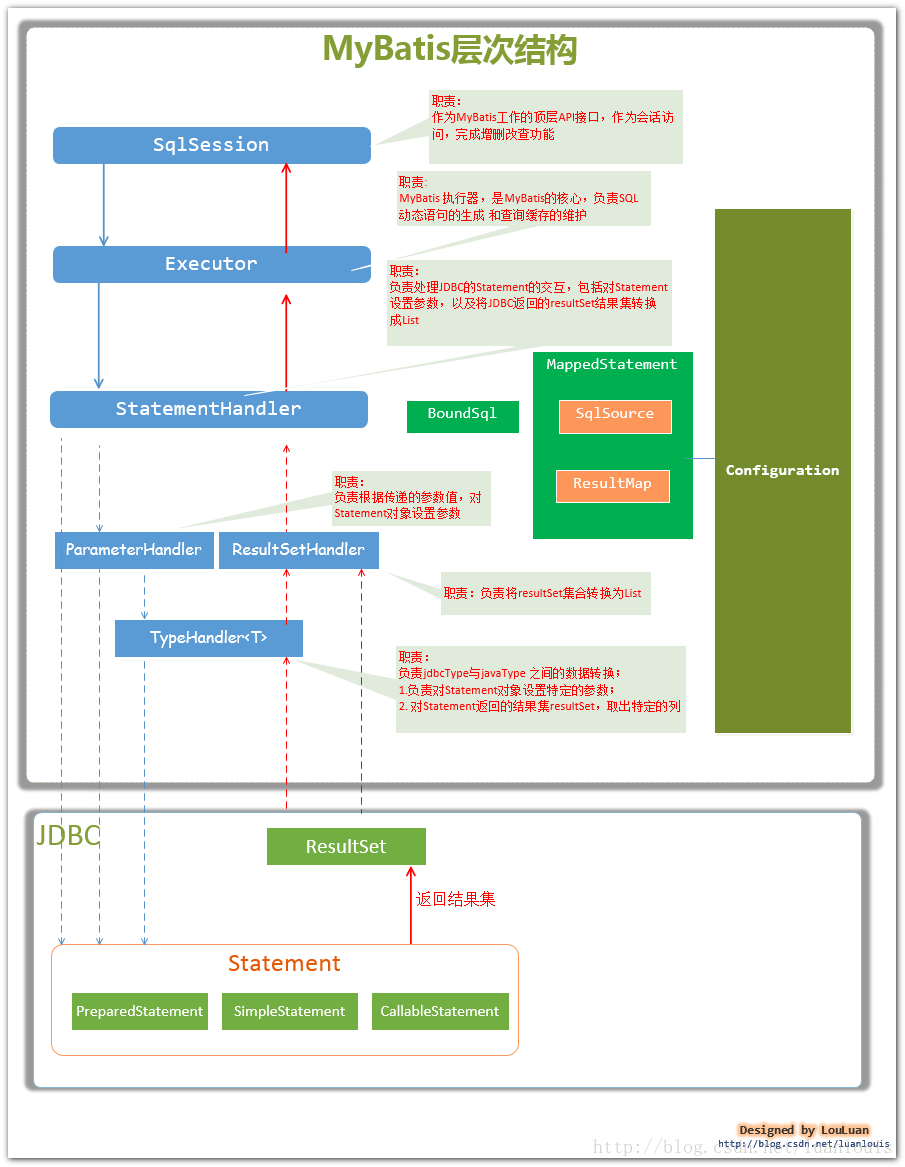 MyBatis层次结构
职责：
作为MyBatis工作的顶层API接口，作为会话访
问，完成增删改查功能
SqlSession
职责:
MyBatis 执行器，是MyBatis的核心，负责SQL
动态语句的生成 和查询缓存的维护
Executor
职责：
负责处理JDBC的Statement的交互，包括对Statement
设置参数，以及将JDBC返回的resultSet结果集转换
成List
StatementHandler
BoundSql
MappedStatement
SqlSource
ResultMap
Configuration
职责：
负责根据传递的参数值，对
Statement对象设置参数
ParameterHandler
ResultSetHandler
职责：负责将resultSet集合转换为List
TypeHandler<T>
职责：
负责jdbcType与javaType 之间的数据转换；
1.负责对Statement对象设置特定的参数；
2. 对Statement返回的结果集resultSet，取出特定的列
JDBC
ResultSet
返回结果集
Statement
PreparedStatement
SimpleStatement
CallableStatement
Designed by LouLuan
http://blog.csdn.net/luanlouis
http://blog.csdn.net/luanlouis